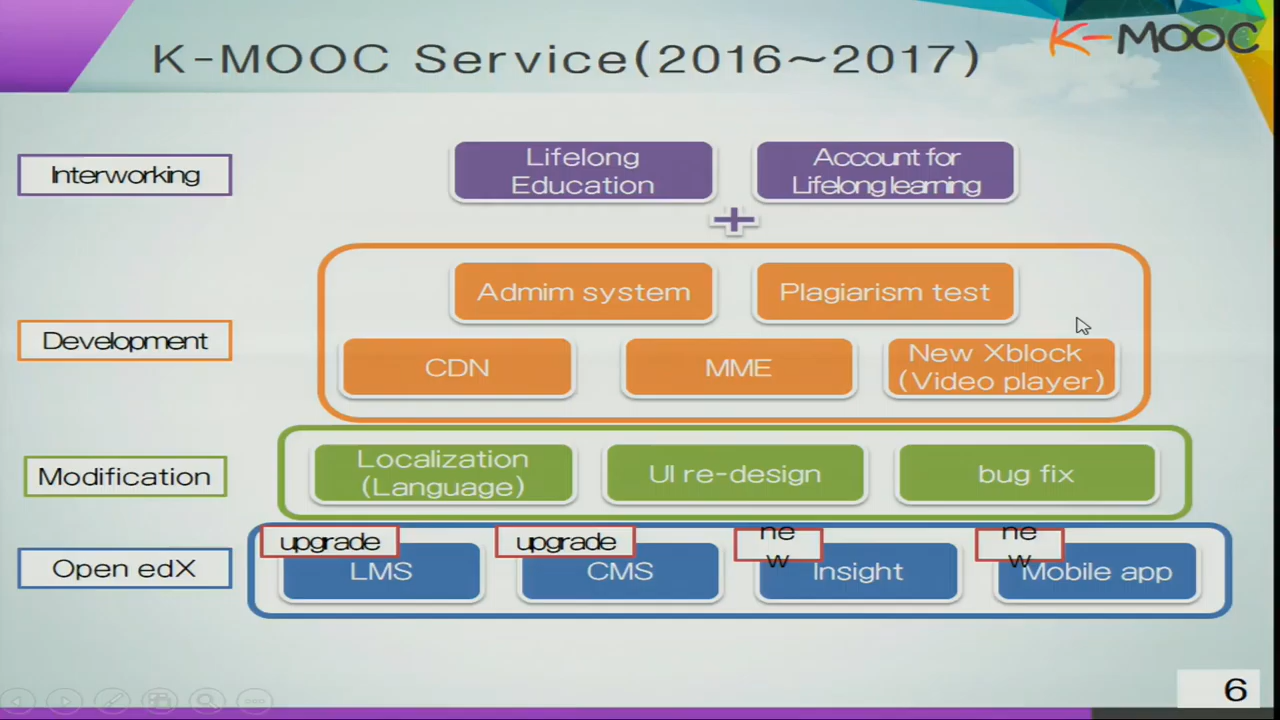 K-MOOC
K-MOOC Service(2016~2017)
Interworking
Lifelong
Education
Account for
Lifelong learning
+
Development
Admim system
Plagiarism test
CDN
MME
New Xblock
(Video player)
Modification
Localization
(Language)
UI re-design
bug fix
Open edX
upgrade
LMS
upgrade
CMS
ne
w
Insight
ne
w
Mobile app
6